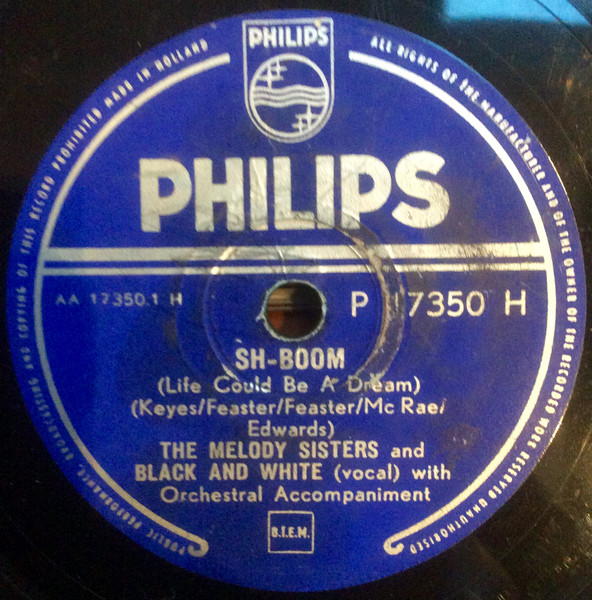 PHILIPS
PHILIPS
AA 17350.1 H
P 17350 H
SH-BOOM
(Life Could Be A Dream)
(Keyes/Feaster/Feaster/Mc Rae/
Edwards)
THE MELODY SISTERS and
BLACK AND WHITE (vocal) with
Orchestral Accompaniment
B.I.E.M.
MADE IN HOLLAND
ALL RIGHTS OF THE MANUFACTURER AND OF THE OWNER OF THE RECORDED WORK RESERVED UNAUTHORISED
PUBLIC PERFORMANCE, BROADCASTING AND COPYING OF THIS RECORD PROHIBITED